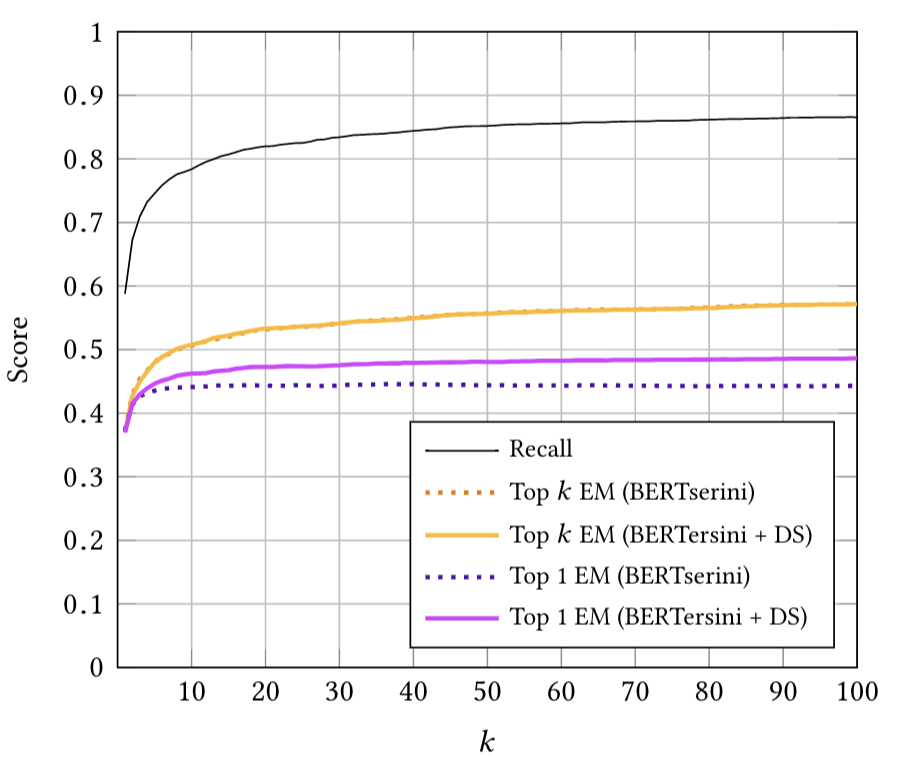 1
0.9
0.8
0.7
0.6
0.5
0.4
0.3
0.2
0.1
0
Score
Recall
Top k EM (BERTserini)
Top k EM (BERTersini + DS)
Top 1 EM (BERTserini)
Top 1 EM (BERTersini + DS)
10 20 30 40 50 60 70 80 90 100
k